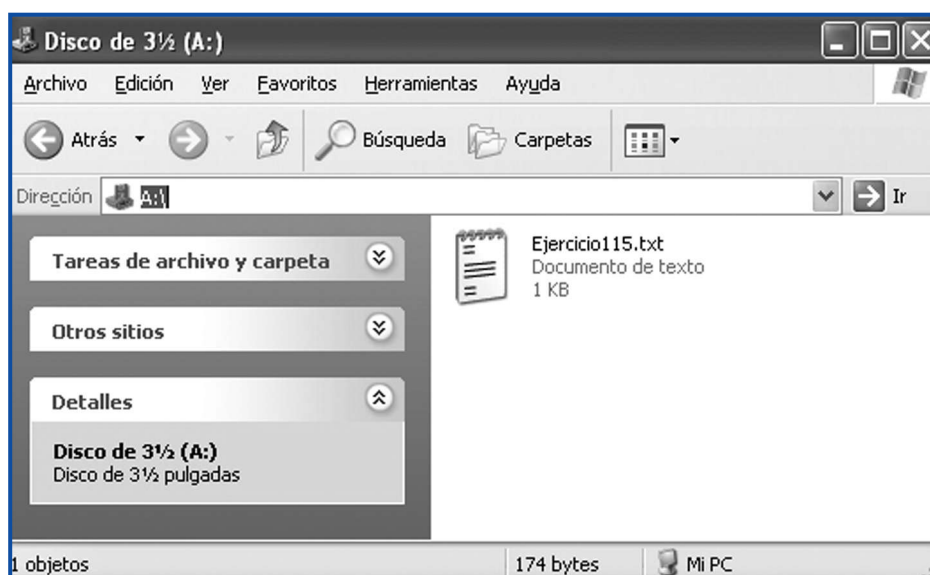 Disco de 3½ (A:)
Archivo Edición Ver Favoritos Herramientas Ayuda
Atrás Búsqueda Carpetas
Dirección A:\ Ir
Tareas de archivo y carpeta
Otros sitios
Detalles
Disco de 3½ (A:)
Disco de 3½ pulgadas
Ejercicio115.txt
Documento de texto
1 KB
1 objetos 174 bytes Mi PC